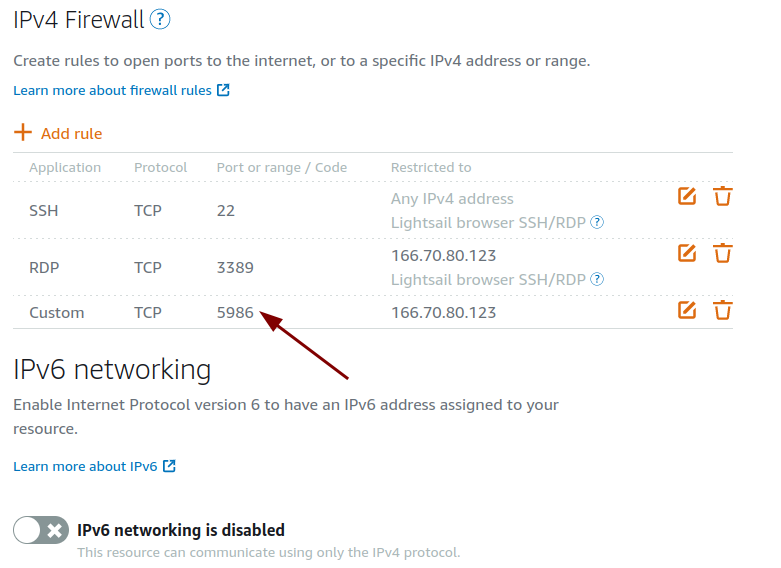 IPv4 Firewall ?
Create rules to open ports to the internet, or to a specific IPv4 address or range.
Learn more about firewall rules
+ Add rule
Application Protocol Port or range / Code Restricted to
SSH TCP 22 Any IPv4 address
Lightsail browser SSH/RDP ?
RDP TCP 3389 166.70.80.123
Lightsail browser SSH/RDP ?
Custom TCP 5986 166.70.80.123
IPv6 networking
Enable Internet Protocol version 6 to have an IPv6 address assigned to your
resource.
Learn more about IPv6
IPv6 networking is disabled
This resource can communicate using only the IPv4 protocol.